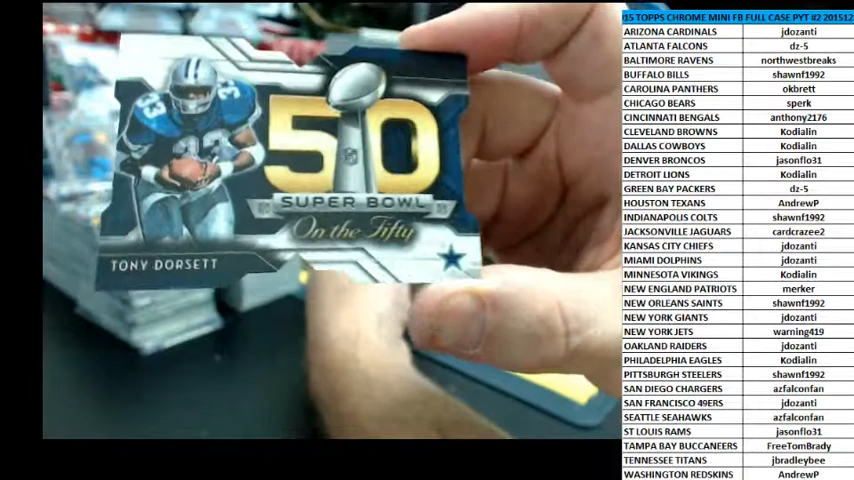 50
SUPER BOWL
On the Fifty
TONY DORSETT
33
33
15 TOPPS CHROME MINI FB FULL CASE PYT #2 201512
ARIZONA CARDINALS jdozanti
ATLANTA FALCONS dz-5
BALTIMORE RAVENS northwestbreaks
BUFFALO BILLS shawnf1992
CAROLINA PANTHERS okbrett
CHICAGO BEARS sperk
CINCINNATI BENGALS anthony2176
CLEVELAND BROWNS Kodialin
DALLAS COWBOYS Kodialin
DENVER BRONCOS jasonflo31
DETROIT LIONS Kodialin
GREEN BAY PACKERS dz-5
HOUSTON TEXANS AndrewP
INDIANAPOLIS COLTS shawnf1992
JACKSONVILLE JAGUARS cardcrazee2
KANSAS CITY CHIEFS jdozanti
MIAMI DOLPHINS jdozanti
MINNESOTA VIKINGS Kodialin
NEW ENGLAND PATRIOTS merker
NEW ORLEANS SAINTS shawnf1992
NEW YORK GIANTS jdozanti
NEW YORK JETS warning419
OAKLAND RAIDERS jdozanti
PHILADELPHIA EAGLES Kodialin
PITTSBURGH STEELERS shawnf1992
SAN DIEGO CHARGERS azfalconfan
SAN FRANCISCO 49ERS jdozanti
SEATTLE SEAHAWKS azfalconfan
ST LOUIS RAMS jasonflo31
TAMPA BAY BUCCANEERS FreeTomBrady
TENNESSEE TITANS jbradleybee
WASHINGTON REDSKINS AndrewP